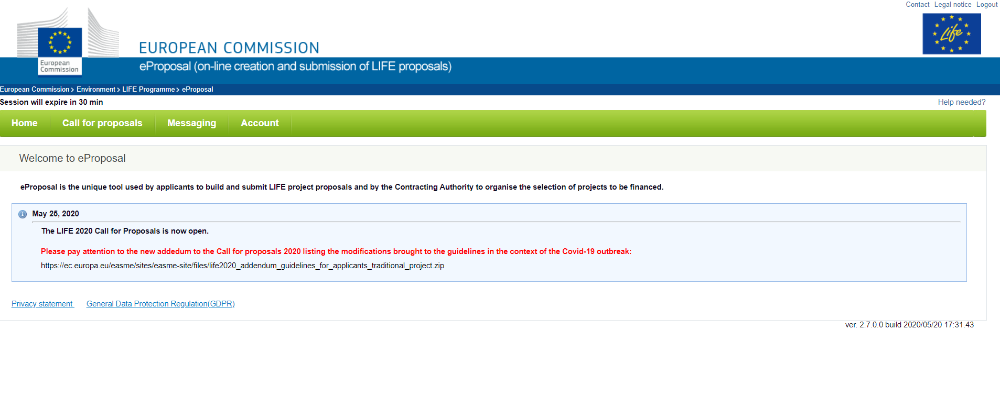 Contact Legal notice Logout
Life
EUROPEAN COMMISSION
European
Commission
eProposal (on-line creation and submission of LIFE proposals)
European Commission > Environment > LIFE Programme > eProposal
Session will expire in 30 min
Help needed?
Home Call for proposals Messaging Account
Welcome to eProposal
eProposal is the unique tool used by applicants to build and submit LIFE project proposals and by the Contracting Authority to organise the selection of projects to be financed.
May 25, 2020
The LIFE 2020 Call for Proposals is now open.
Please pay attention to the new addedum to the Call for proposals 2020 listing the modifications brought to the guidelines in the context of the Covid-19 outbreak:
https://ec.europa.eu/easme/sites/easme-site/files/life2020_addendum_guidelines_for_applicants_traditional_project.zip
Privacy statement General Data Protection Regulation(GDPR)
ver. 2.7.0.0 build 2020/05/20 17:31.43